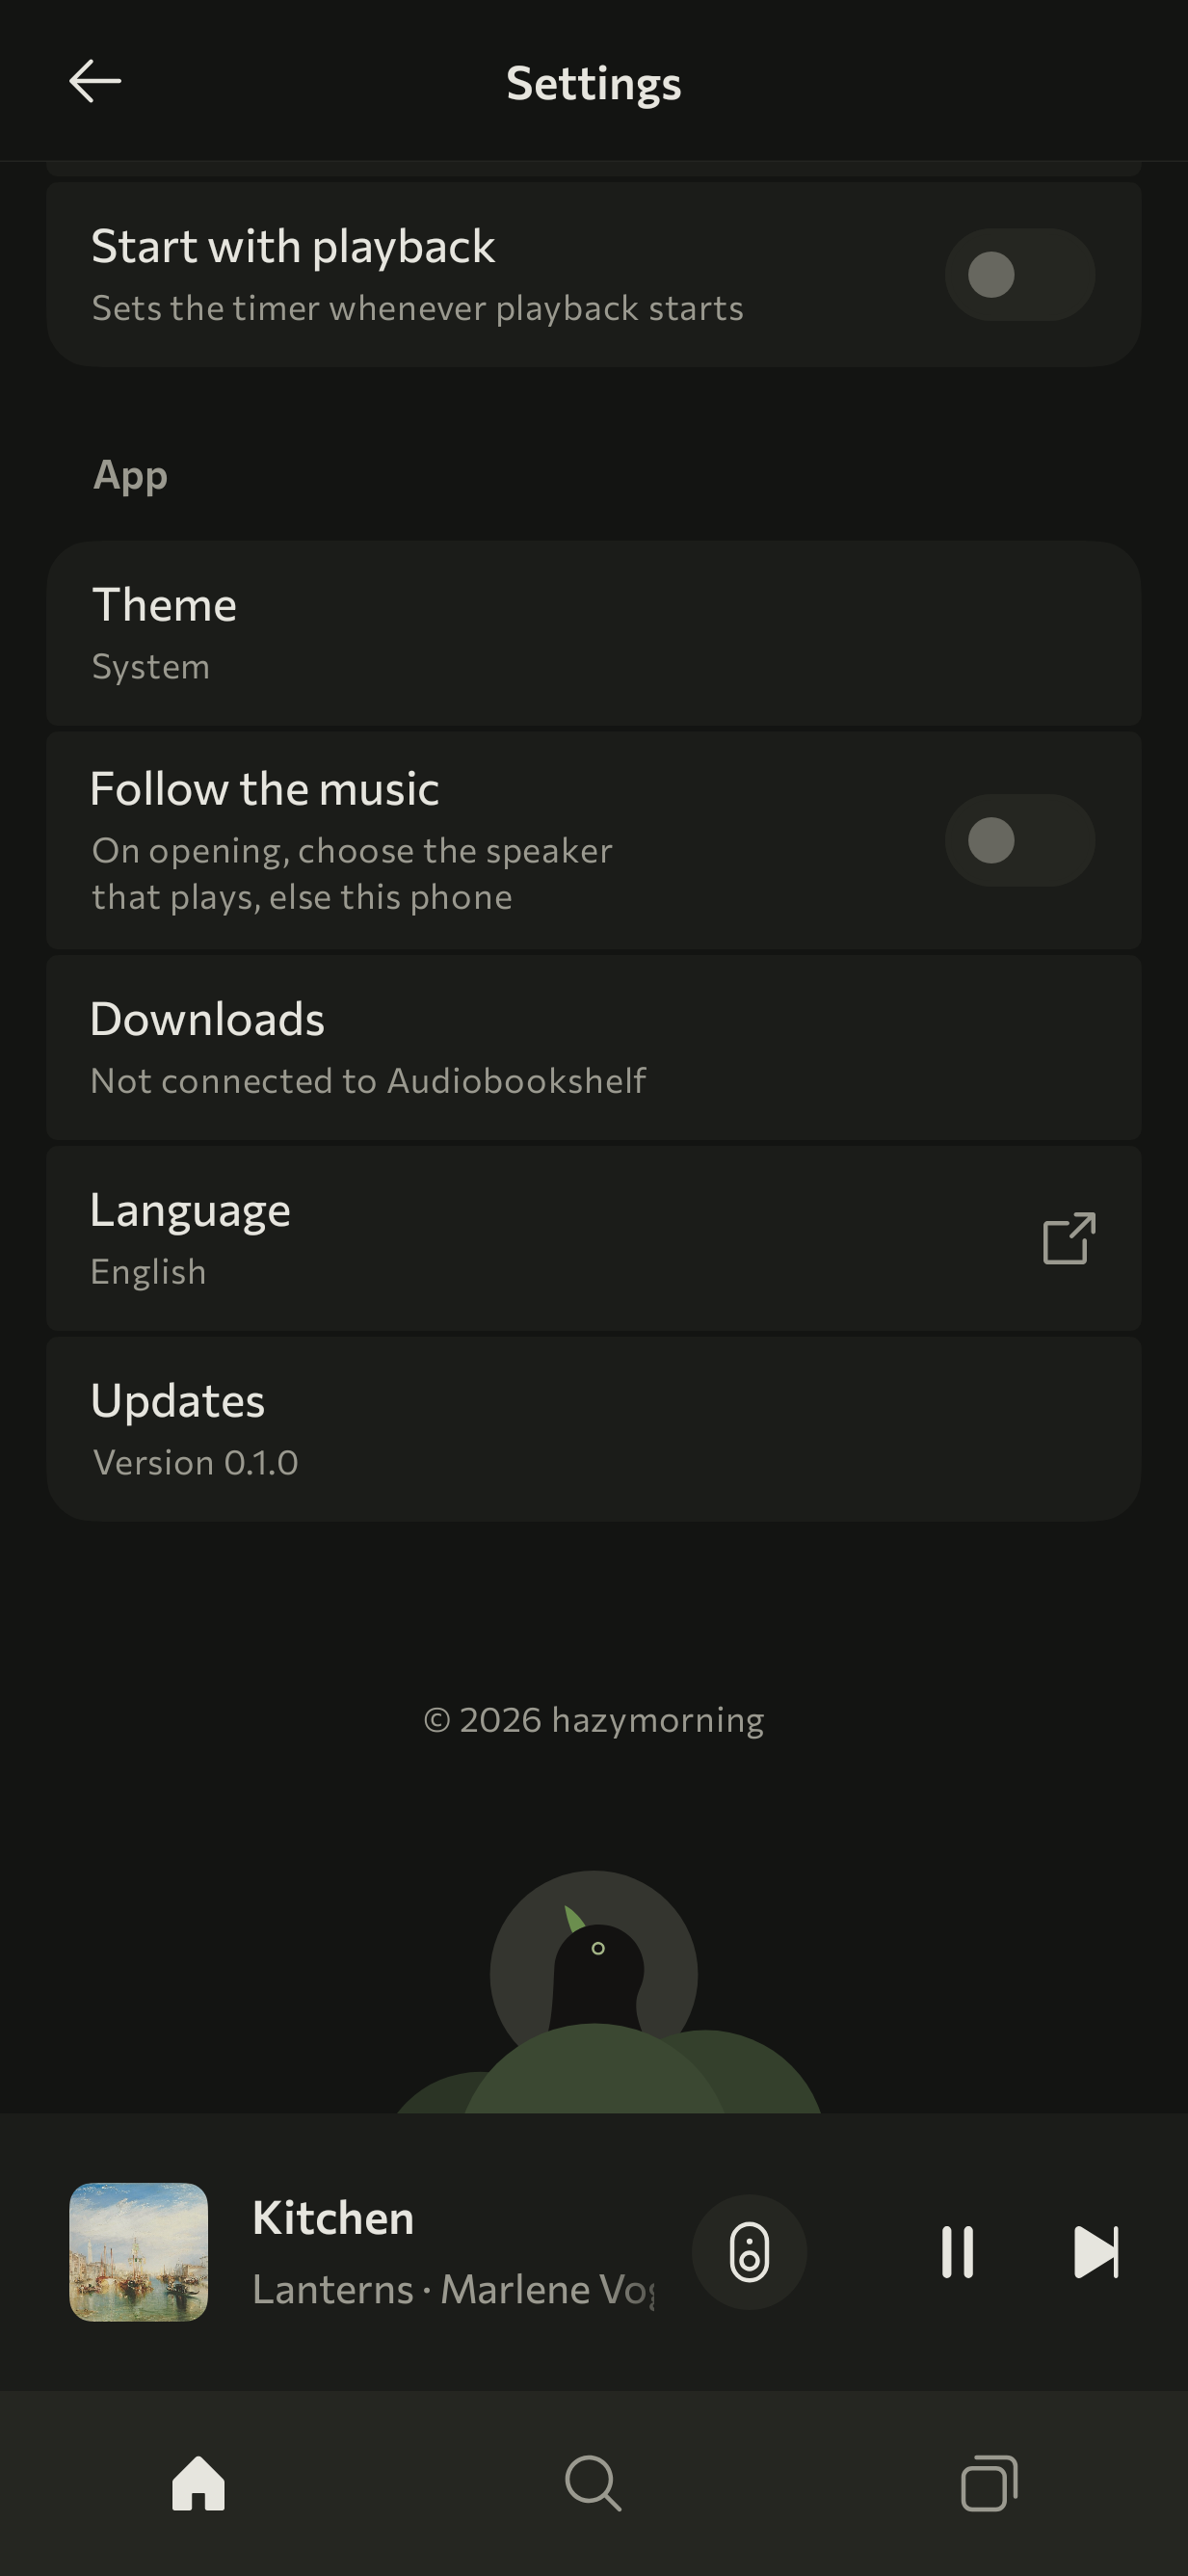 Settings
Start with playback
Sets the timer whenever playback starts
App
Theme
System
Follow the music
On opening, choose the speaker
that plays, else this phone
Downloads
Not connected to Audiobookshelf
Language
English
Updates
Version 0.1.0
© 2026 hazymorning
Kitchen
Lanterns · Marlene